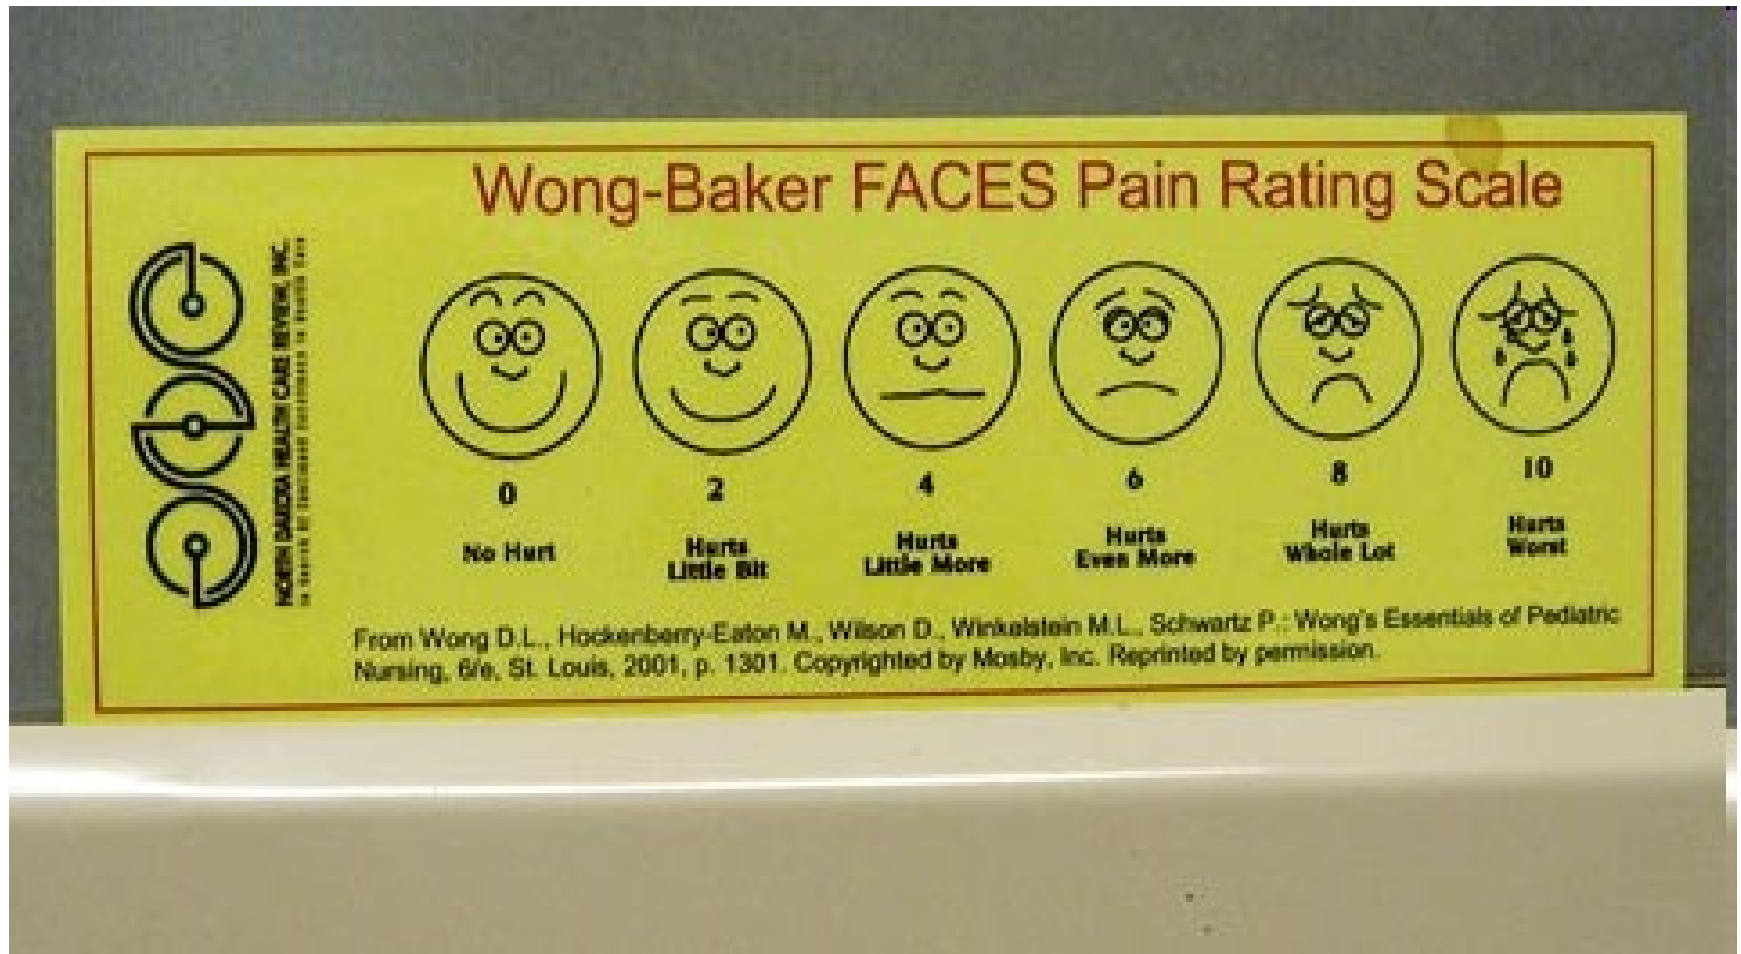 Wong-Baker FACES Pain Rating Scale
NORTH DAKOTA HEALTH CARE REVIEW, INC.
0
No Hurt
2
Hurts
Little Bit
4
Hurts
Little More
6
Hurts
Even More
8
Hurts
Whole Lot
10
Hurts
Worst
From Wong D.L., Hockenberry-Eaton M., Wilson D., Winkelstein M.L., Schwartz P.: Wong's Essentials of Pediatric
Nursing, 6/e, St. Louis, 2001, p. 1301. Copyrighted by Mosby, Inc. Reprinted by permission.